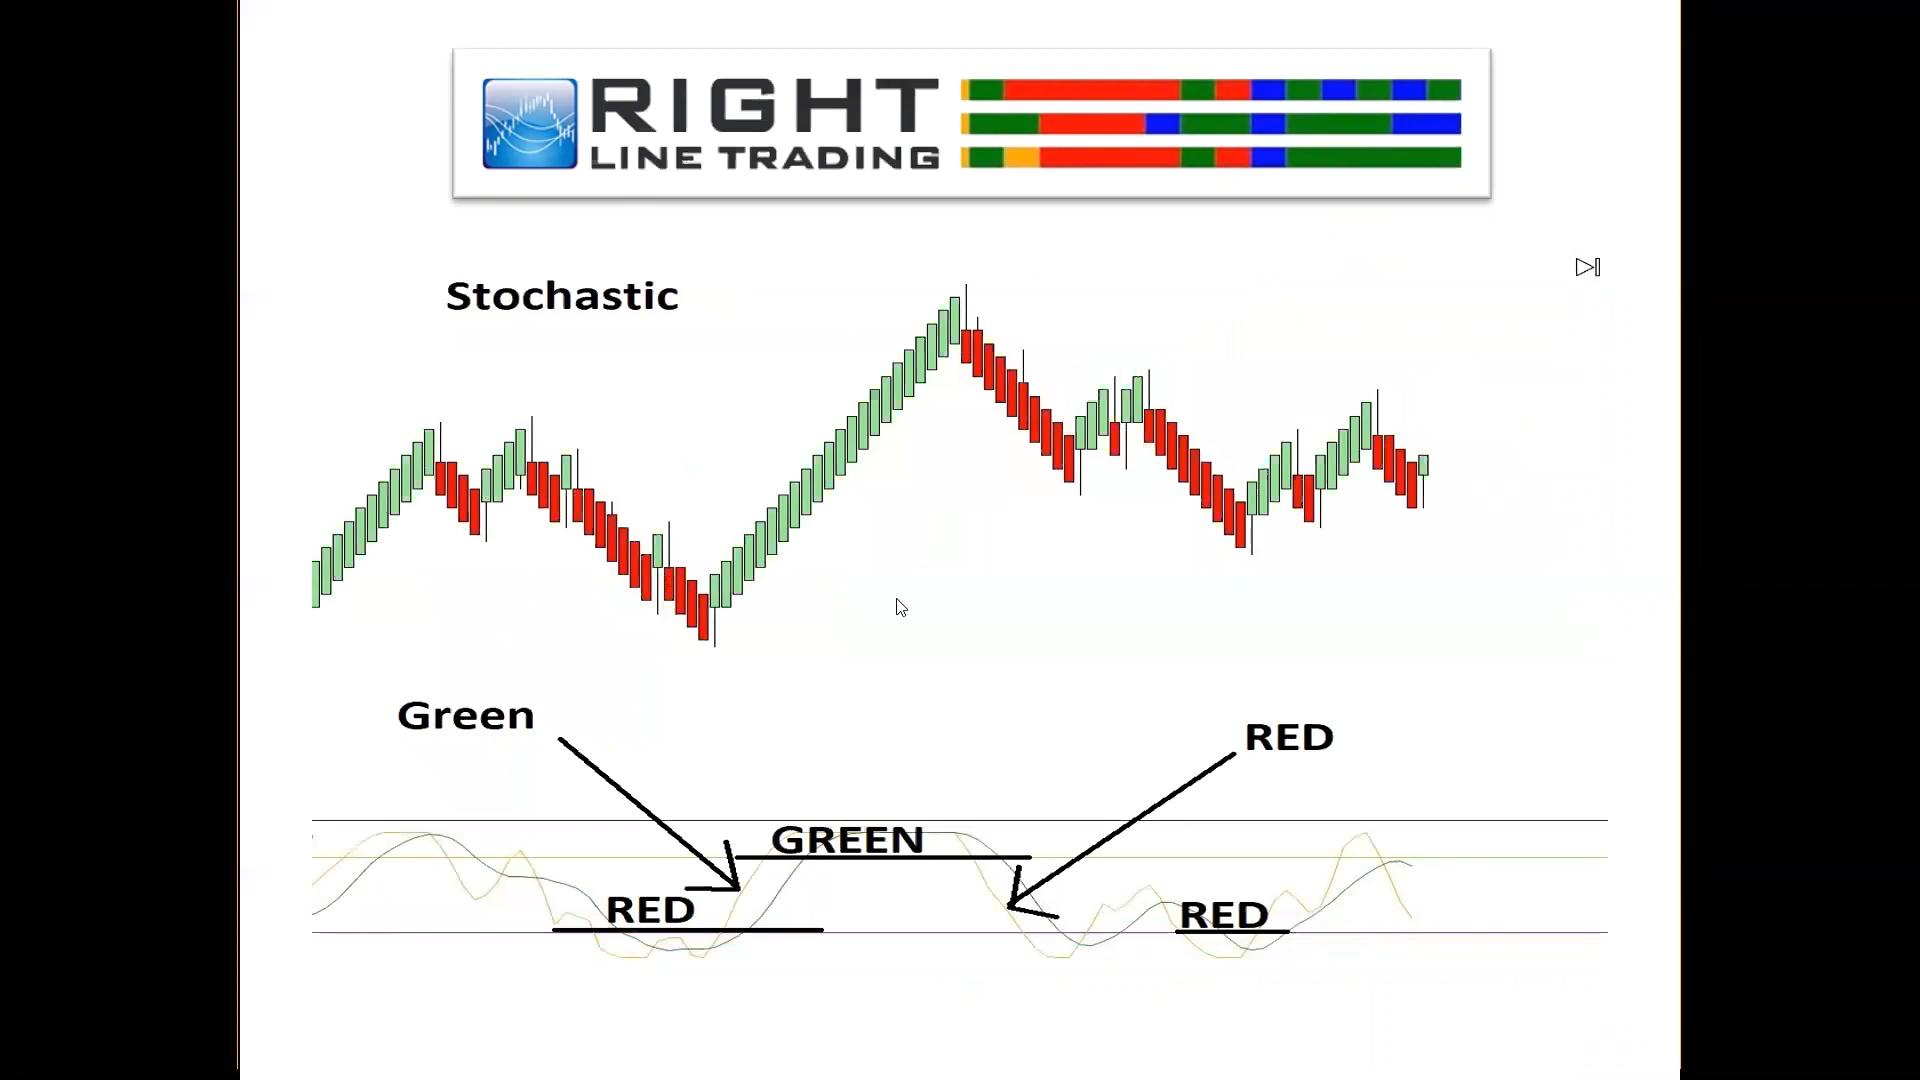 RIGHT
LINE TRADING
Stochastic
Green
RED
GREEN
RED
RED